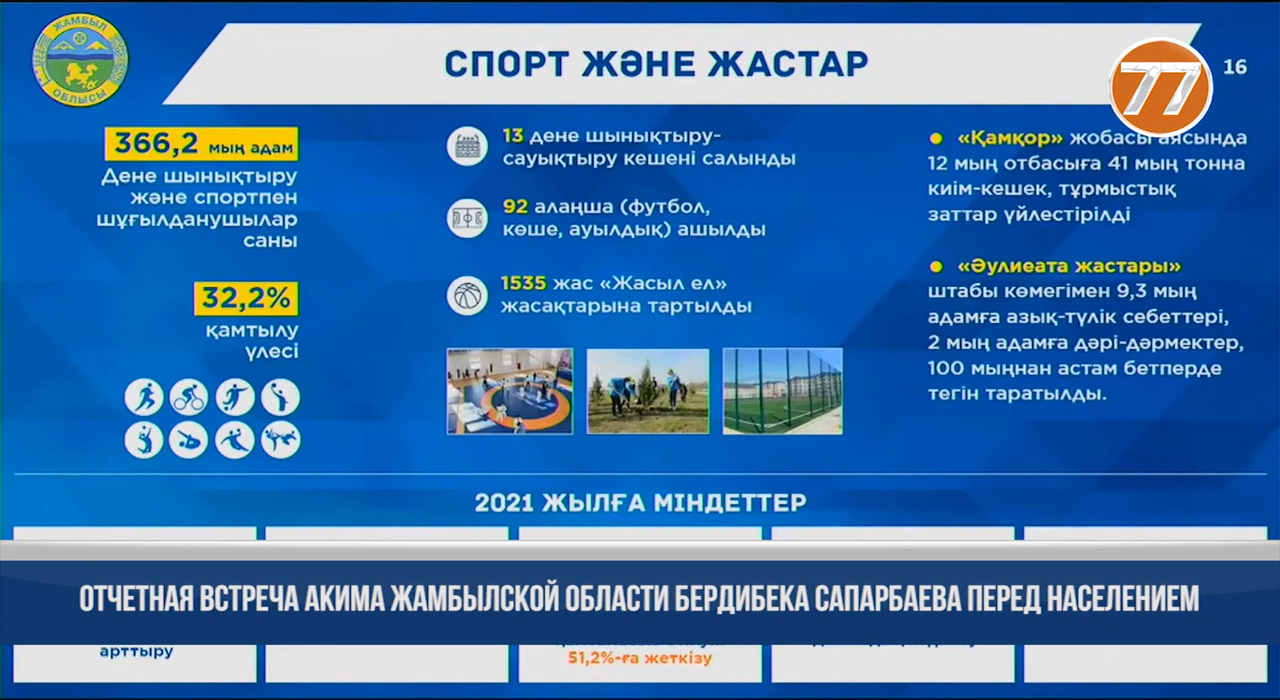 ЖАМБЫЛ
ОБЛЫСЫ
СПОРТ ЖӘНЕ ЖАСТАР
77
16
366,2 мың адам
Дене шынықтыру
және спортпен
шұғылданушылар
саны
32,2%
қамтылу
үлесі
13 дене шынықтыру-
сауықтыру кешені салынды
92 алаңша (футбол,
көше, ауылдық) ашылды
1535 жас «Жасыл ел»
жасақтарына тартылды
«Қамқор» жобасы аясында
12 мың отбасыға 41 мың тонна
киім-кешек, тұрмыстық
заттар үйлестірілді
«Әулиеата жастары»
штабы көмегімен 9,3 мың
адамға азық-түлік себеттері,
2 мың адамға дәрі-дәрмектер,
100 мыңнан астам бетперде
тегін таратылды.
2021 ЖЫЛҒА МІНДЕТТЕР
ОТЧЕТНАЯ ВСТРЕЧА АКИМА ЖАМБЫЛСКОЙ ОБЛАСТИ БЕРДИБЕКА САПАРБАЕВА ПЕРЕД НАСЕЛЕНИЕМ
арттыру
51,2%-ға жеткізу